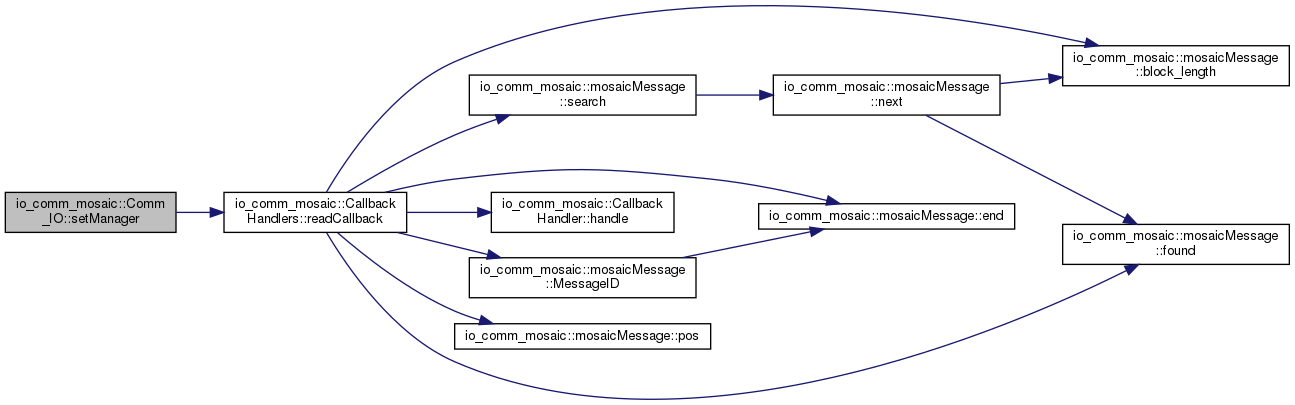 io_comm_mosaic::Comm
_IO::setManager
io_comm_mosaic::Callback
Handlers::readCallback
io_comm_mosaic::mosaicMessage
::search
io_comm_mosaic::mosaicMessage
::next
io_comm_mosaic::mosaicMessage
::block_length
io_comm_mosaic::Callback
Handler::handle
io_comm_mosaic::mosaicMessage::end
io_comm_mosaic::mosaicMessage
::found
io_comm_mosaic::mosaicMessage
::MessageID
io_comm_mosaic::mosaicMessage::pos